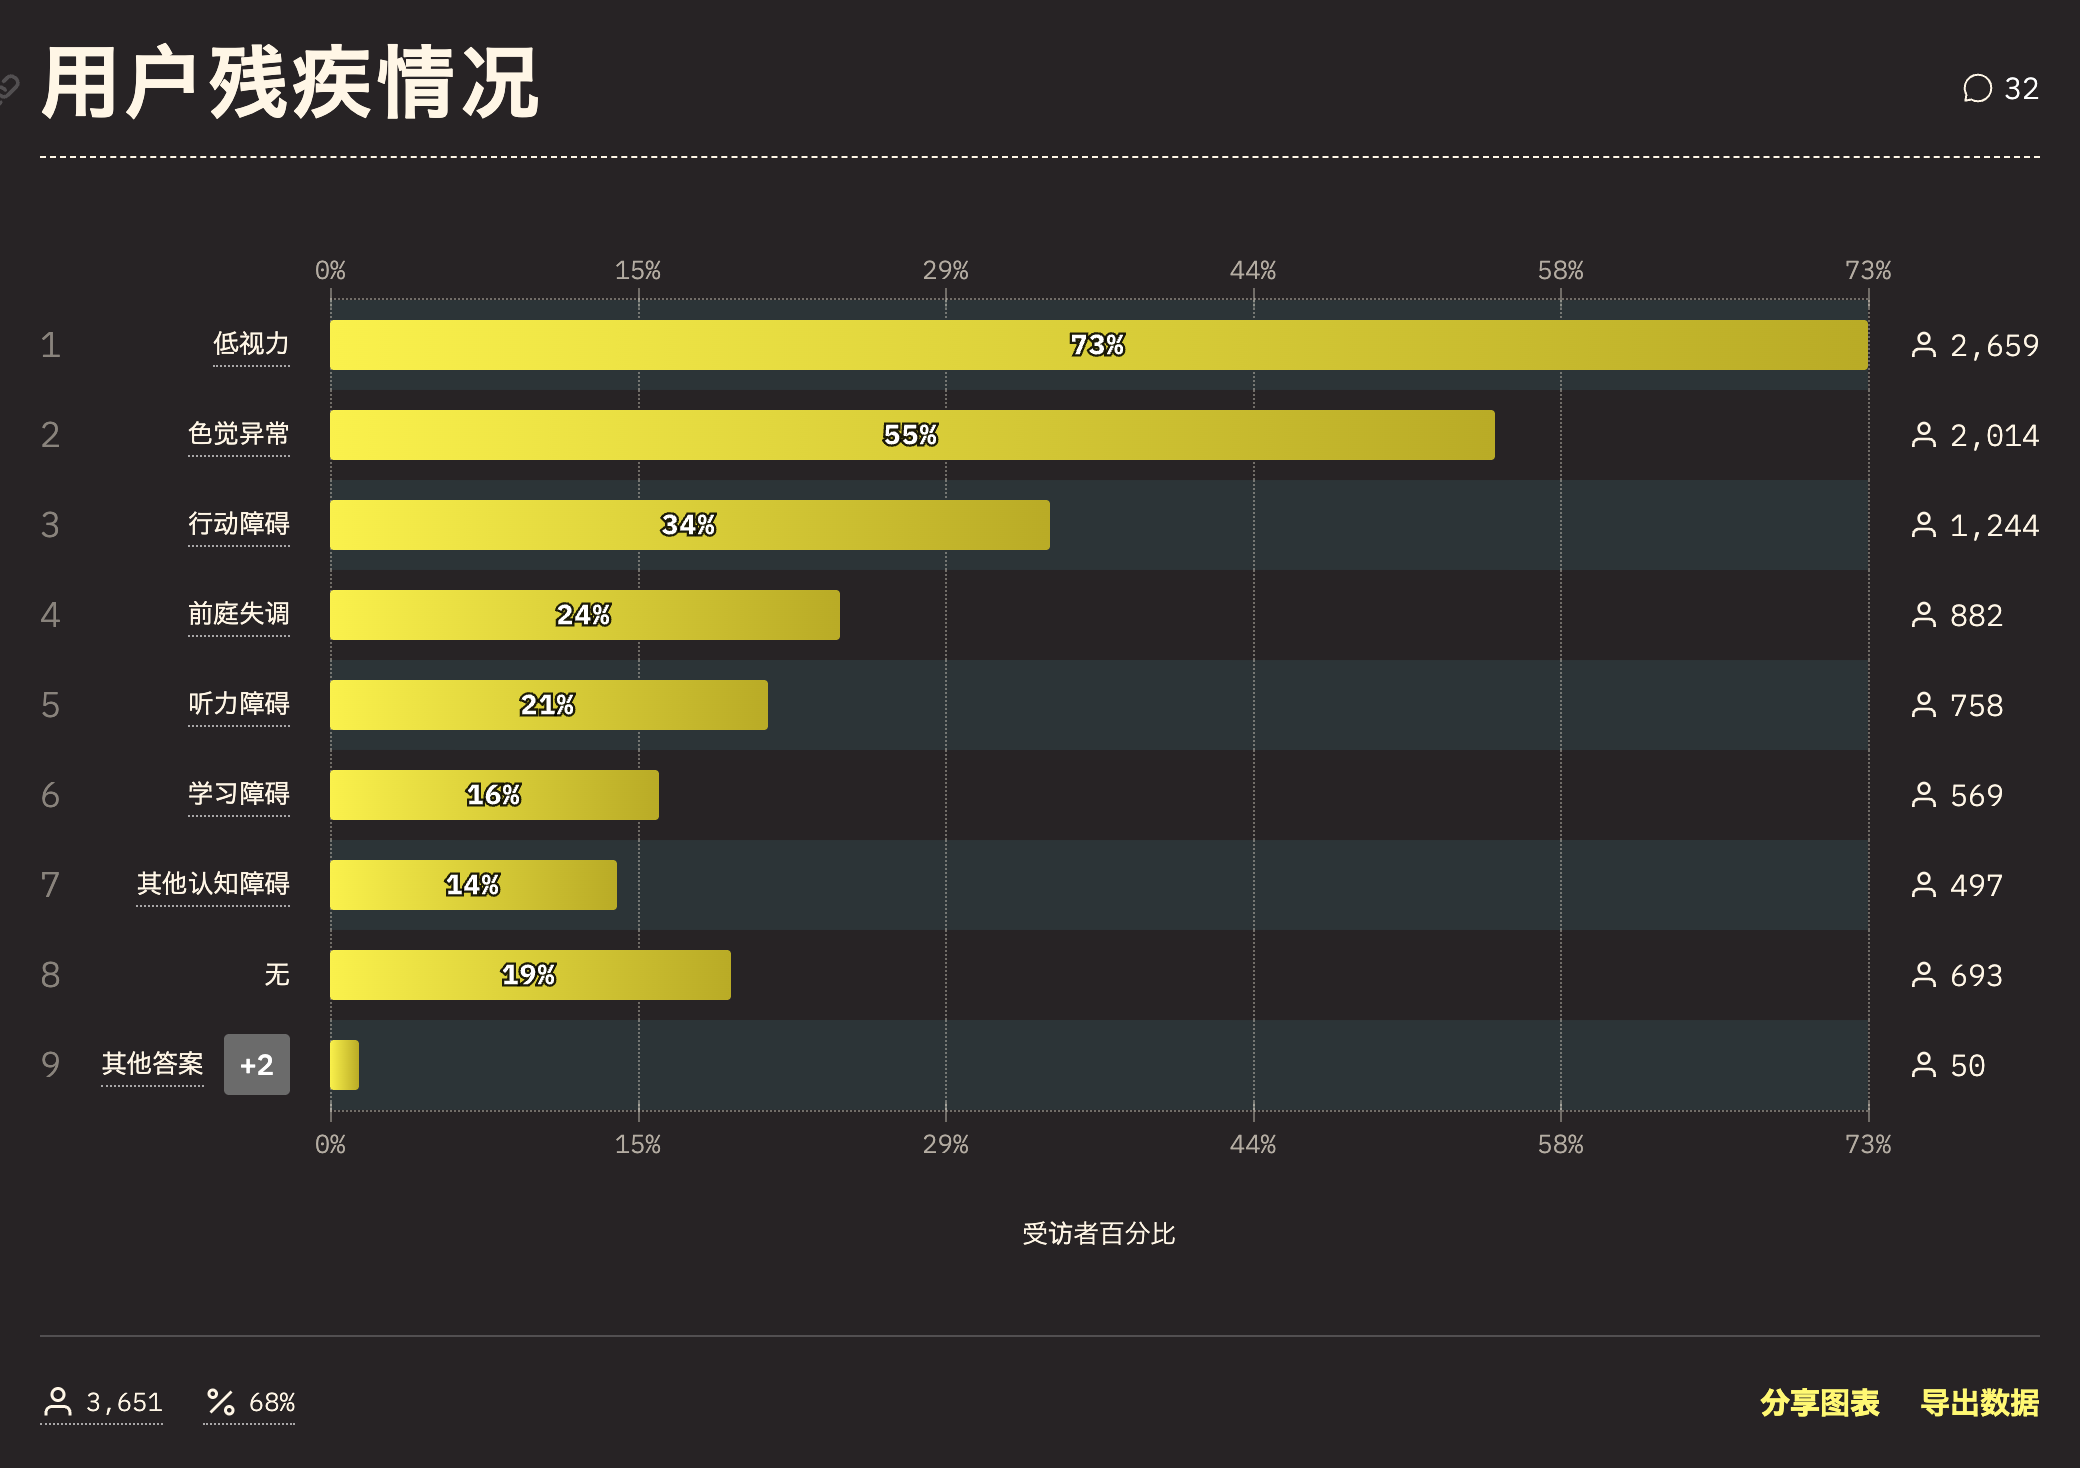 用户残疾情况
32
0% 15% 29% 44% 58% 73%
1 低视力 73% 2,659
2 色觉异常 55% 2,014
3 行动障碍 34% 1,244
4 前庭失调 24% 882
5 听力障碍 21% 758
6 学习障碍 16% 569
7 其他认知障碍 14% 497
8 无 19% 693
9 其他答案 +2 50
0% 15% 29% 44% 58% 73%
受访者百分比
3,651 68% 分享图表 导出数据